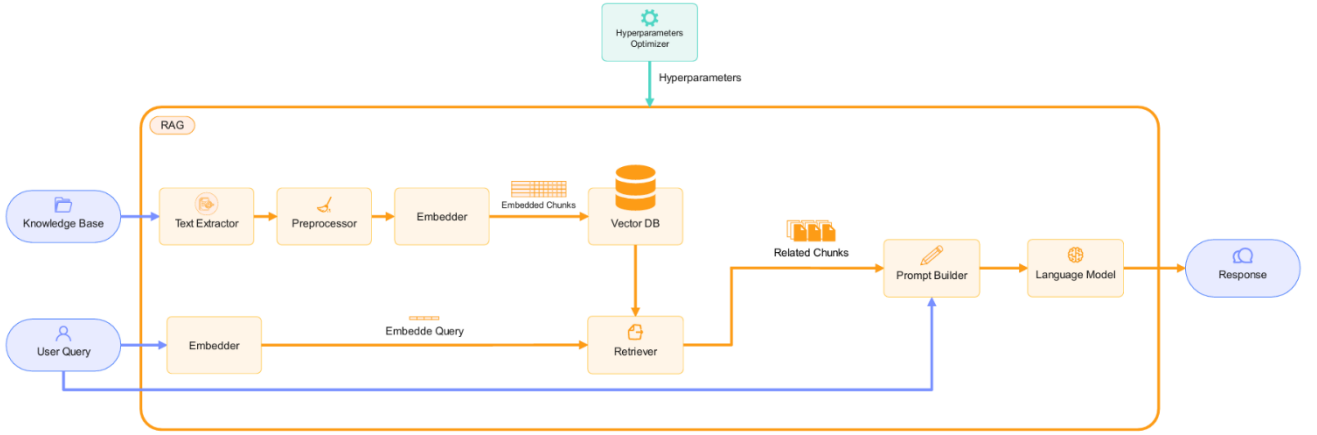 Hyperparameters
Optimizer
Hyperparameters
RAG
Knowledge Base
Text Extractor
Preprocessor
Embedder
Embedded Chunks
Vector DB
Related Chunks
Prompt Builder
Language Model
Response
User Query
Embedder
Embedde Query
Retriever